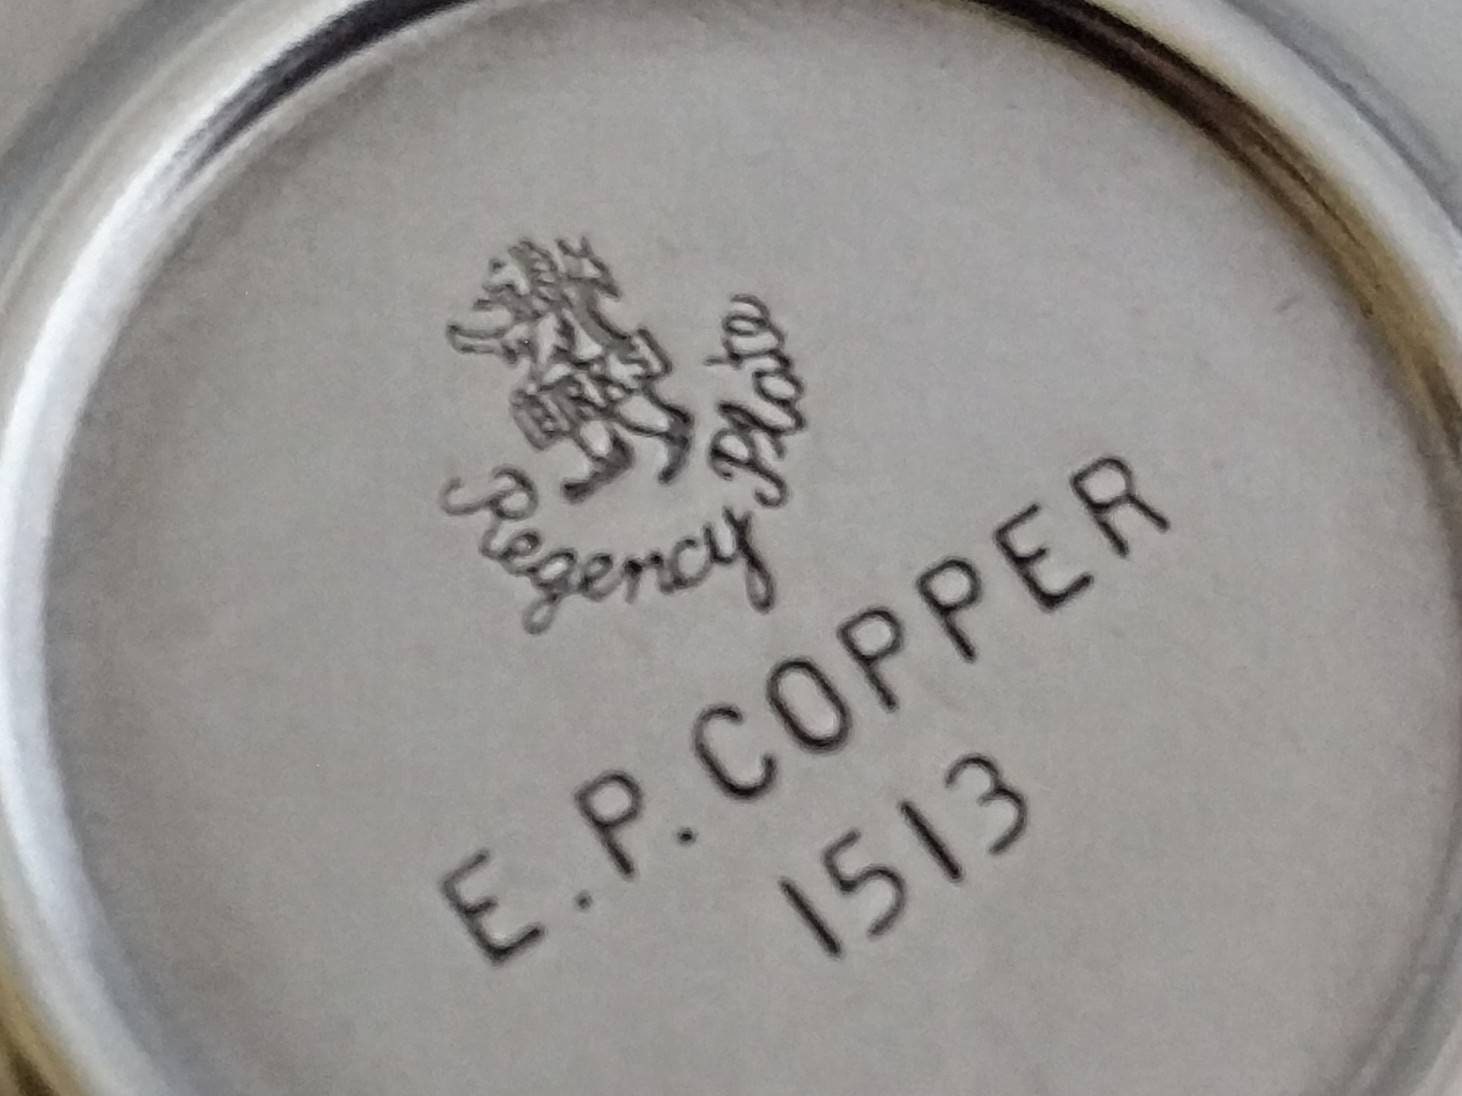 Regency Plate
E.P.COPPER
1513